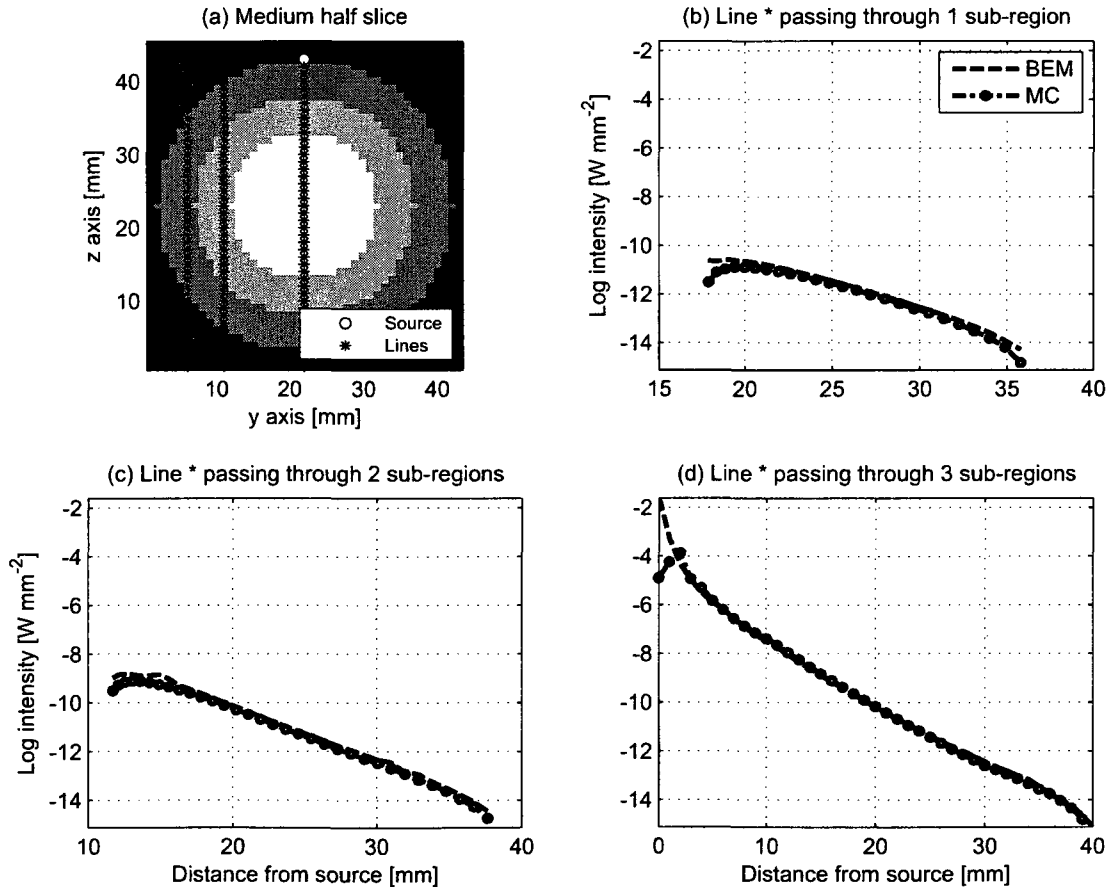 (a) Medium half slice
40
30
20
10
z axis [mm]
10 20 30 40
y axis [mm]
Source
Lines
(b) Line * passing through 1 sub-region
-2
-4
-6
-8
-10
-12
-14
Log intensity [W mm-2]
15 20 25 30 35 40
BEM
MC
(c) Line * passing through 2 sub-regions
-2
-4
-6
-8
-10
-12
-14
Log intensity [W mm-2]
10 20 30 40
Distance from source [mm]
(d) Line * passing through 3 sub-regions
-2
-4
-6
-8
-10
-12
-14
0 10 20 30 40
Distance from source [mm]